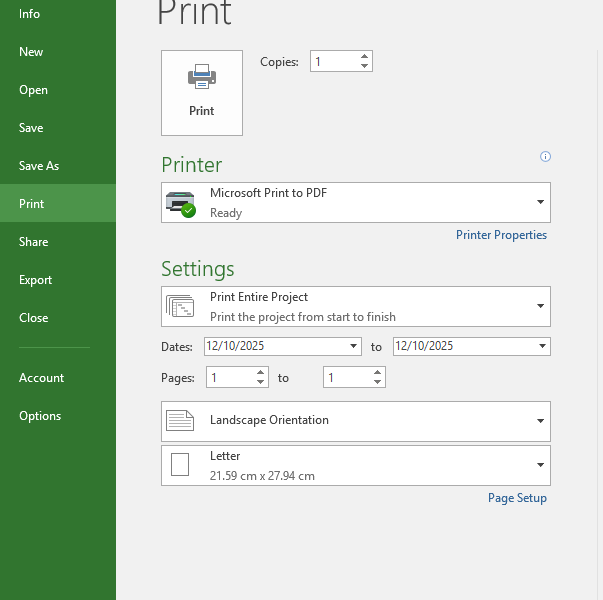 Print
Info
New
Open
Save
Save As
Print
Share
Export
Close
Account
Options
Print
Copies: 1
Printer
Microsoft Print to PDF
Ready
Printer Properties
Settings
Print Entire Project
Print the project from start to finish
Dates: 12/10/2025 to 12/10/2025
Pages: 1 to 1
Landscape Orientation
Letter
21.59 cm x 27.94 cm
Page Setup